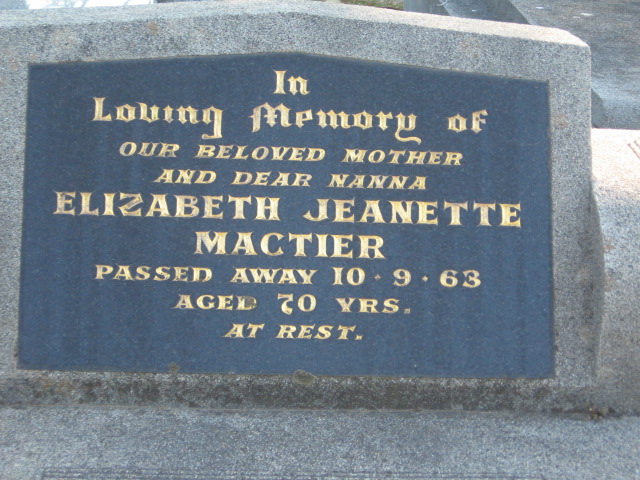 In
Loving Memory of
OUR BELOVED MOTHER
AND DEAR NANNA
ELIZABETH JEANETTE
MACTIER
PASSED AWAY 10·9·63
AGED 70 YRS.
AT REST.